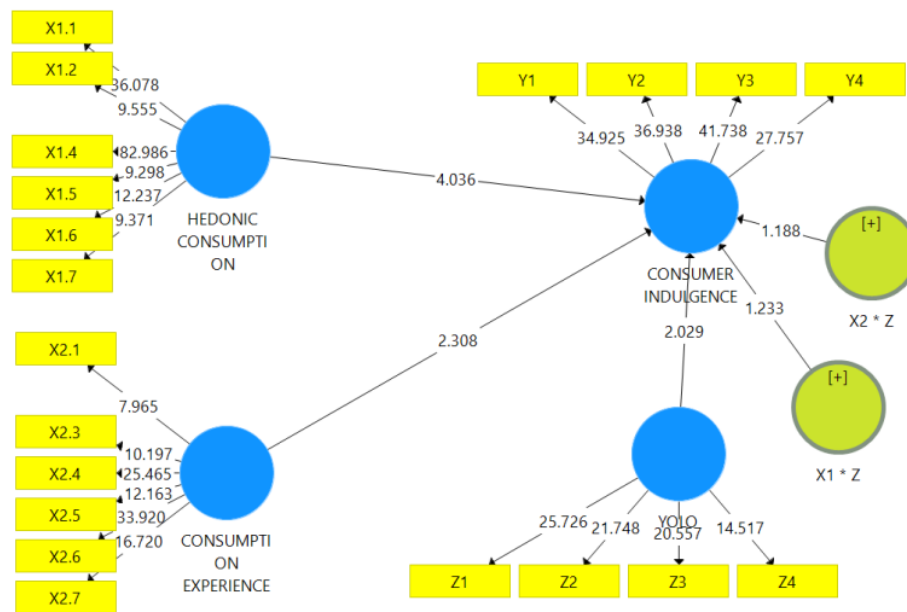 X1.1
X1.2
X1.4
X1.5
X1.6
X1.7
36.078
9.555
82.986
9.298
12.237
9.371
HEDONIC
CONSUMPTI
ON
4.036
Y1
Y2
Y3
Y4
34.925
36.938
41.738
27.757
CONSUMER
INDULGENCE
1.188
[+]
X2 * Z
1.233
[+]
X1 * Z
2.308
2.029
X2.1
X2.3
X2.4
X2.5
X2.6
X2.7
7.965
10.197
25.465
12.163
33.920
16.720
CONSUMPTI
ON
EXPERIENCE
YOLO
25.726
21.748
20.557
14.517
Z1
Z2
Z3
Z4